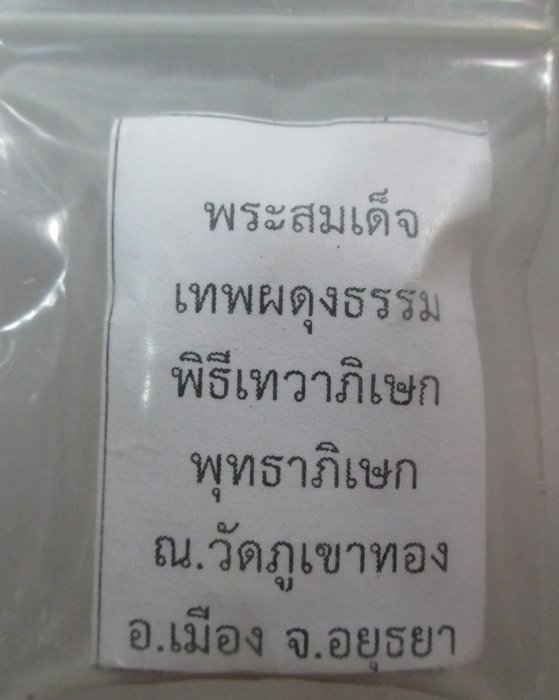 พระสมเด็จ
เทพผดุงธรรม
พิธีเทวาภิเษก
พุทธาภิเษก
ณ.วัดภูเขาทอง
อ.เมือง จ.อยุธยา